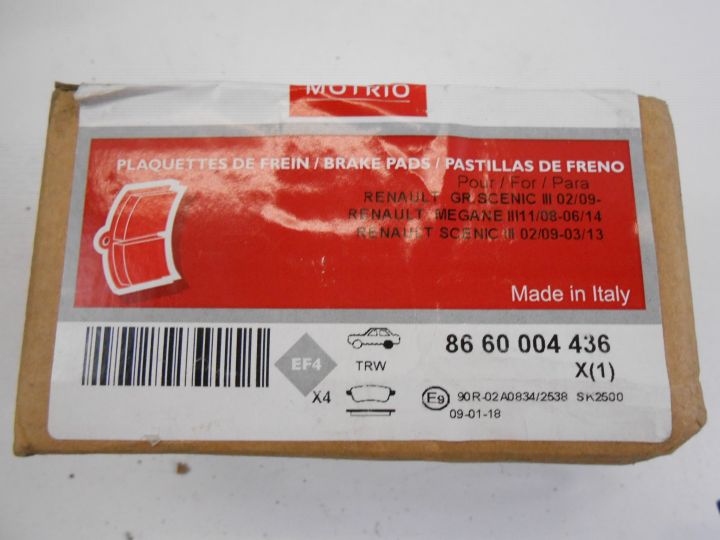 MOTRIO
PLAQUETTES DE FREIN / BRAKE PADS / PASTILLAS DE FRENO
Pour / For / Para
RENAULT GR.SCENIC III 02/09-
RENAULT MEGANE III11/08-06/14
RENAULT SCENIC III 02/09-03/13
Made in Italy
EF4
TRW
86 60 004 436
X(1)
X4
E9 90R-02A0834/2538 SK2500
09-01-18